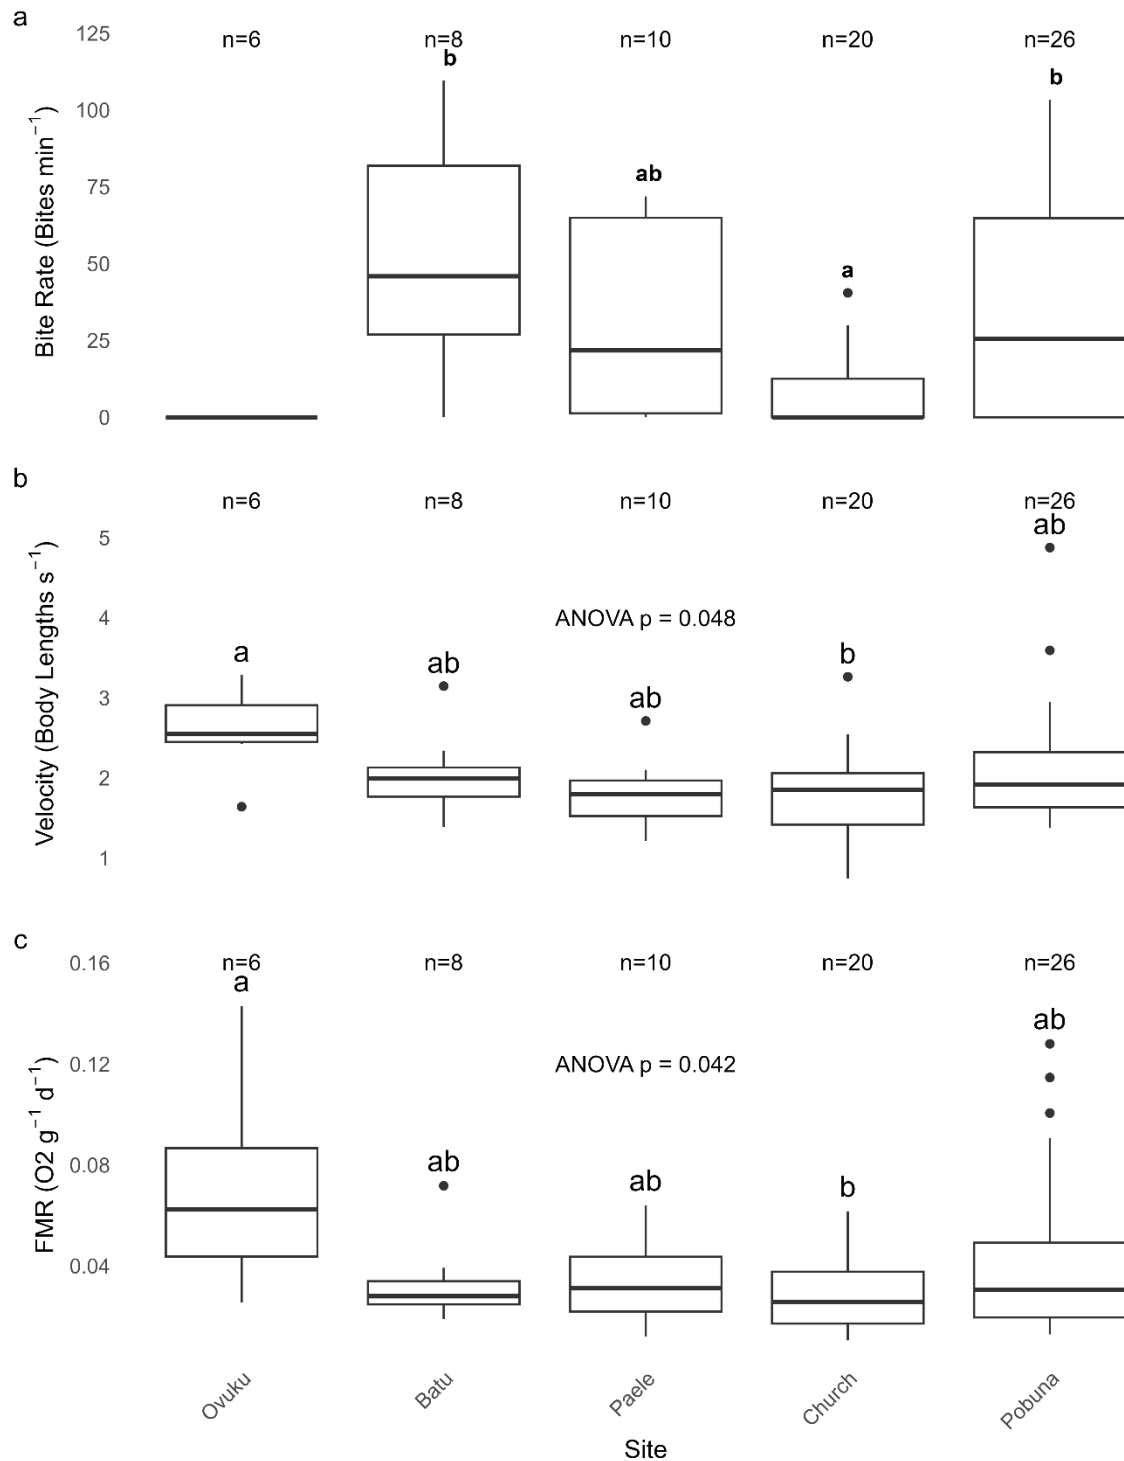 a
Bite Rate (Bites min⁻¹)
125
100
75
50
25
0
n=6 n=8 n=10 n=20 n=26
b ab a b
b
Velocity (Body Lengths s⁻¹)
5
4
3
2
1
n=6 n=8 n=10 n=20 n=26
ANOVA p = 0.048
a ab ab b ab
c
FMR (O2 g⁻¹ d⁻¹)
0.16
0.12
0.08
0.04
n=6 n=8 n=10 n=20 n=26
ANOVA p = 0.042
a ab ab b ab
Ovuku Batu Paele Church Pobuna
Site